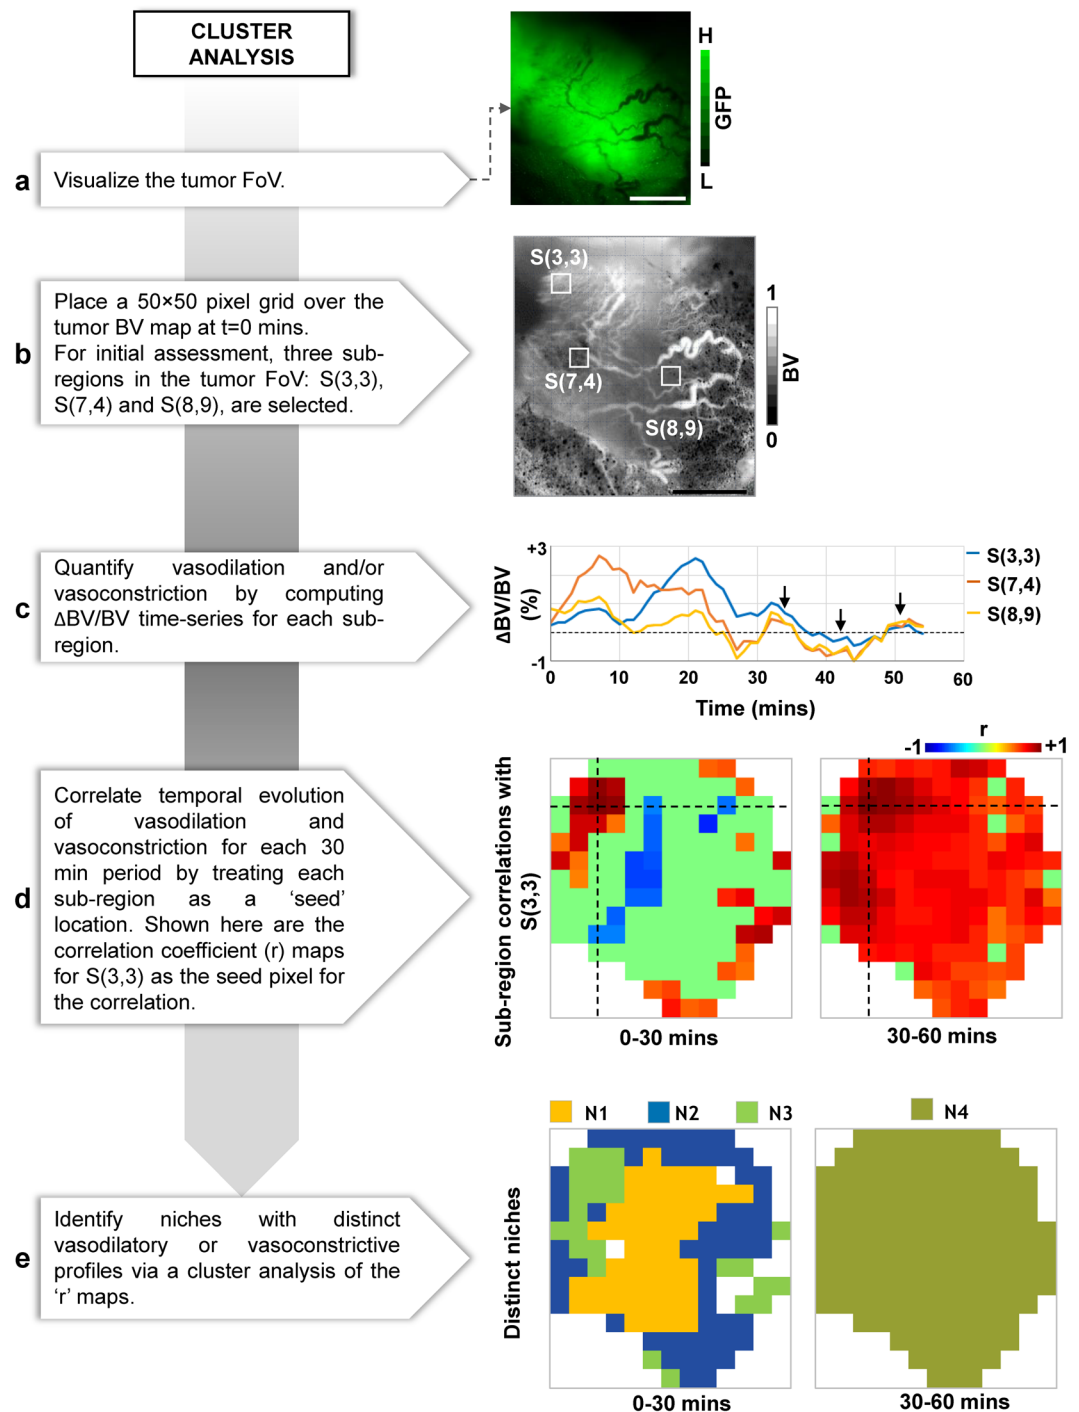 CLUSTER
ANALYSIS
a
Visualize the tumor FoV.
H
GFP
L
b
Place a 50×50 pixel grid over the
tumor BV map at t=0 mins.
For initial assessment, three sub-
regions in the tumor FoV: S(3,3),
S(7,4) and S(8,9), are selected.
S(3,3)
S(7,4)
S(8,9)
1
BV
0
c
Quantify vasodilation and/or
vasoconstriction by computing
ΔBV/BV time-series for each sub-
region.
ΔBV/BV
(%)
+3
-1
0 10 20 30 40 50 60
Time (mins)
S(3,3)
S(7,4)
S(8,9)
d
Correlate temporal evolution
of vasodilation and
vasoconstriction for each 30
min period by treating each
sub-region as a ‘seed’
location. Shown here are the
correlation coefficient (r) maps
for S(3,3) as the seed pixel for
the correlation.
Sub-region correlations with
S(3,3)
r
-1 +1
0-30 mins
30-60 mins
e
Identify niches with distinct
vasodilatory or vasoconstrictive
profiles via a cluster analysis of the
‘r’ maps.
Distinct niches
N1 N2 N3
N4
0-30 mins
30-60 mins